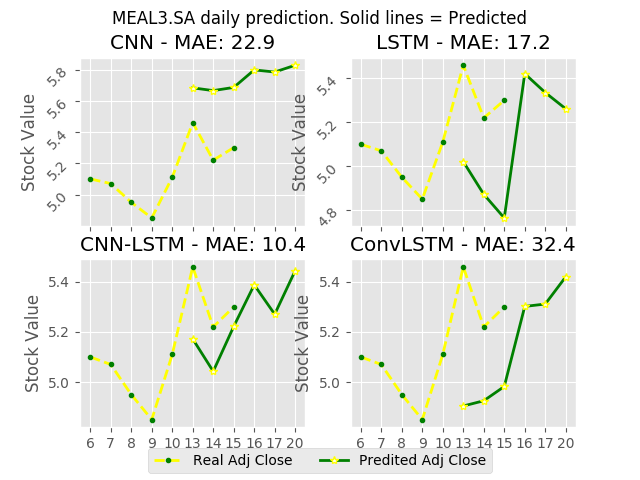 MEAL3.SA daily prediction. Solid lines = Predicted
CNN - MAE: 22.9
LSTM - MAE: 17.2
Stock Value
5.8
5.6
5.4
5.2
5.0
Stock Value
5.4
5.2
5.0
4.8
CNN-LSTM - MAE: 10.4
ConvLSTM - MAE: 32.4
Stock Value
5.4
5.2
5.0
6 7 8 9 10 13 14 15 16 17 20
Stock Value
5.4
5.2
5.0
6 7 8 9 10 13 14 15 16 17 20
Real Adj Close
Predited Adj Close